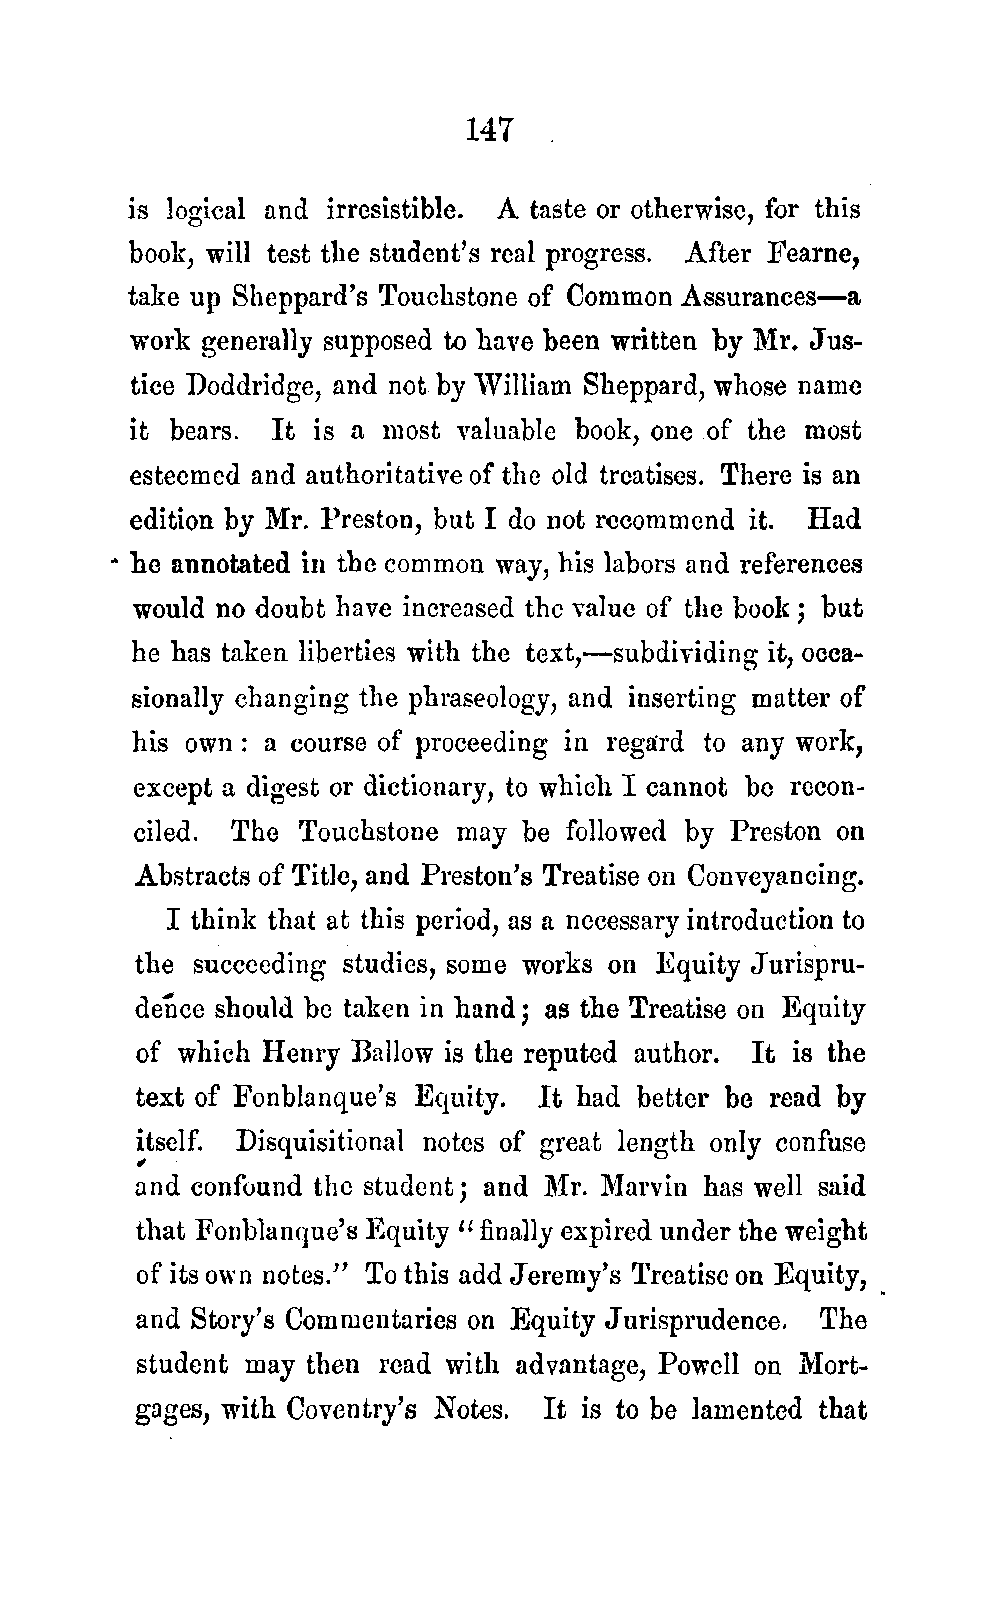 147
is logical and irresistible. A taste or otherwise, for this
book, will test the student's real progress. After Fearne,
take up Sheppard's Touchstone of Common Assurances—a
work generally supposed to have been written by Mr. Jus-
tice Doddridge, and not by William Sheppard, whose name
it bears. It is a most valuable book, one of the most
esteemed and authoritative of the old treatises. There is an
edition by Mr. Preston, but I do not recommend it. Had
he annotated in the common way, his labors and references
would no doubt have increased the value of the book; but
he has taken liberties with the text,—subdividing it, occa-
sionally changing the phraseology, and inserting matter of
his own: a course of proceeding in regard to any work,
except a digest or dictionary, to which I cannot be recon-
ciled. The Touchstone may be followed by Preston on
Abstracts of Title, and Preston's Treatise on Conveyancing.
I think that at this period, as a necessary introduction to
the succeeding studies, some works on Equity Jurispru-
dence should be taken in hand; as the Treatise on Equity
of which Henry Ballow is the reputed author. It is the
text of Fonblanque's Equity. It had better be read by
itself. Disquisitional notes of great length only confuse
and confound the student; and Mr. Marvin has well said
that Fonblanque's Equity "finally expired under the weight
of its own notes." To this add Jeremy's Treatise on Equity,
and Story's Commentaries on Equity Jurisprudence. The
student may then read with advantage, Powell on Mort-
gages, with Coventry's Notes. It is to be lamented that